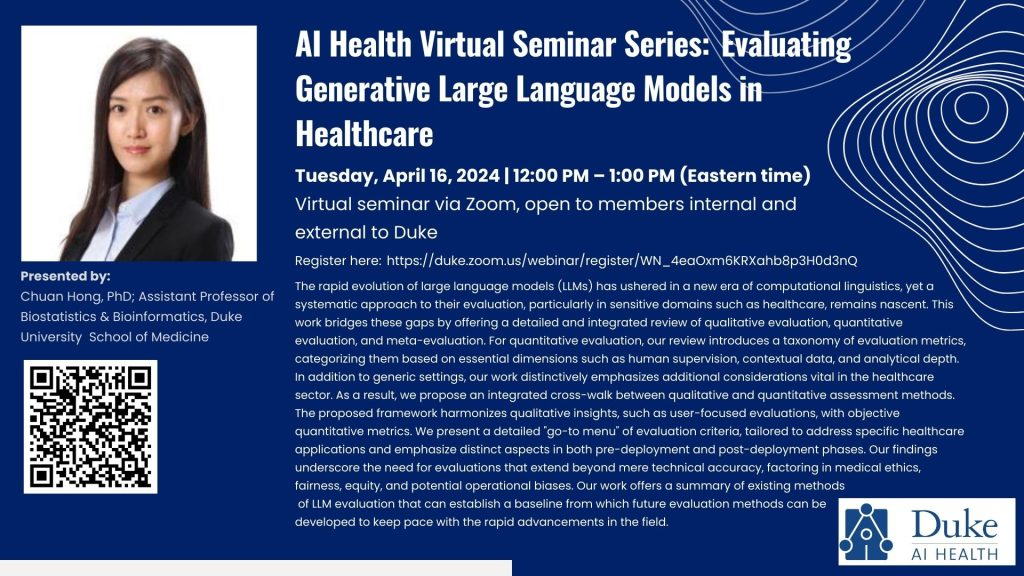 AI Health Virtual Seminar Series: Evaluating
Generative Large Language Models in
Healthcare
Tuesday, April 16, 2024 | 12:00 PM – 1:00 PM (Eastern time)
Virtual seminar via Zoom, open to members internal and
external to Duke
Register here: https://duke.zoom.us/webinar/register/WN_4eaOxm6KRXahb8p3H0d3nQ
The rapid evolution of large language models (LLMs) has ushered in a new era of computational linguistics, yet a
systematic approach to their evaluation, particularly in sensitive domains such as healthcare, remains nascent. This
work bridges these gaps by offering a detailed and integrated review of qualitative evaluation, quantitative
evaluation, and meta-evaluation. For quantitative evaluation, our review introduces a taxonomy of evaluation metrics,
categorizing them based on essential dimensions such as human supervision, contextual data, and analytical depth.
In addition to generic settings, our work distinctively emphasizes additional considerations vital in the healthcare
sector. As a result, we propose an integrated cross-walk between qualitative and quantitative assessment methods.
The proposed framework harmonizes qualitative insights, such as user-focused evaluations, with objective
quantitative metrics. We present a detailed "go-to menu" of evaluation criteria, tailored to address specific healthcare
applications and emphasize distinct aspects in both pre-deployment and post-deployment phases. Our findings
underscore the need for evaluations that extend beyond mere technical accuracy, factoring in medical ethics,
fairness, equity, and potential operational biases. Our work offers a summary of existing methods
of LLM evaluation that can establish a baseline from which future evaluation methods can be
developed to keep pace with the rapid advancements in the field.
Presented by:
Chuan Hong, PhD; Assistant Professor of
Biostatistics & Bioinformatics, Duke
University School of Medicine
Duke
AI HEALTH